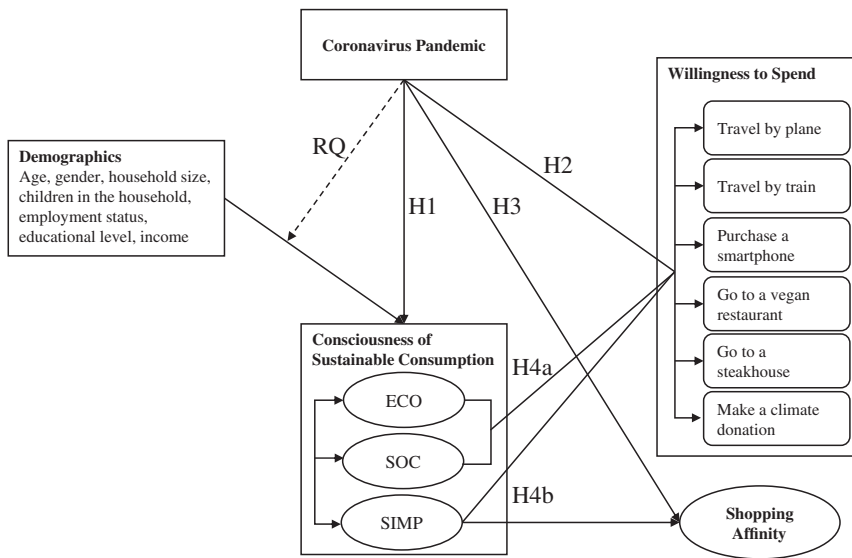 Coronavirus Pandemic
Willingness to Spend
Travel by plane
Travel by train
Purchase a
smartphone
Go to a vegan
restaurant
Go to a
steakhouse
Make a climate
donation
Demographics
Age, gender, household size,
children in the household,
employment status,
educational level, income
RQ
H1
H3
H2
Consciousness of
Sustainable Consumption
ECO
SOC
SIMP
H4a
H4b
Shopping
Affinity